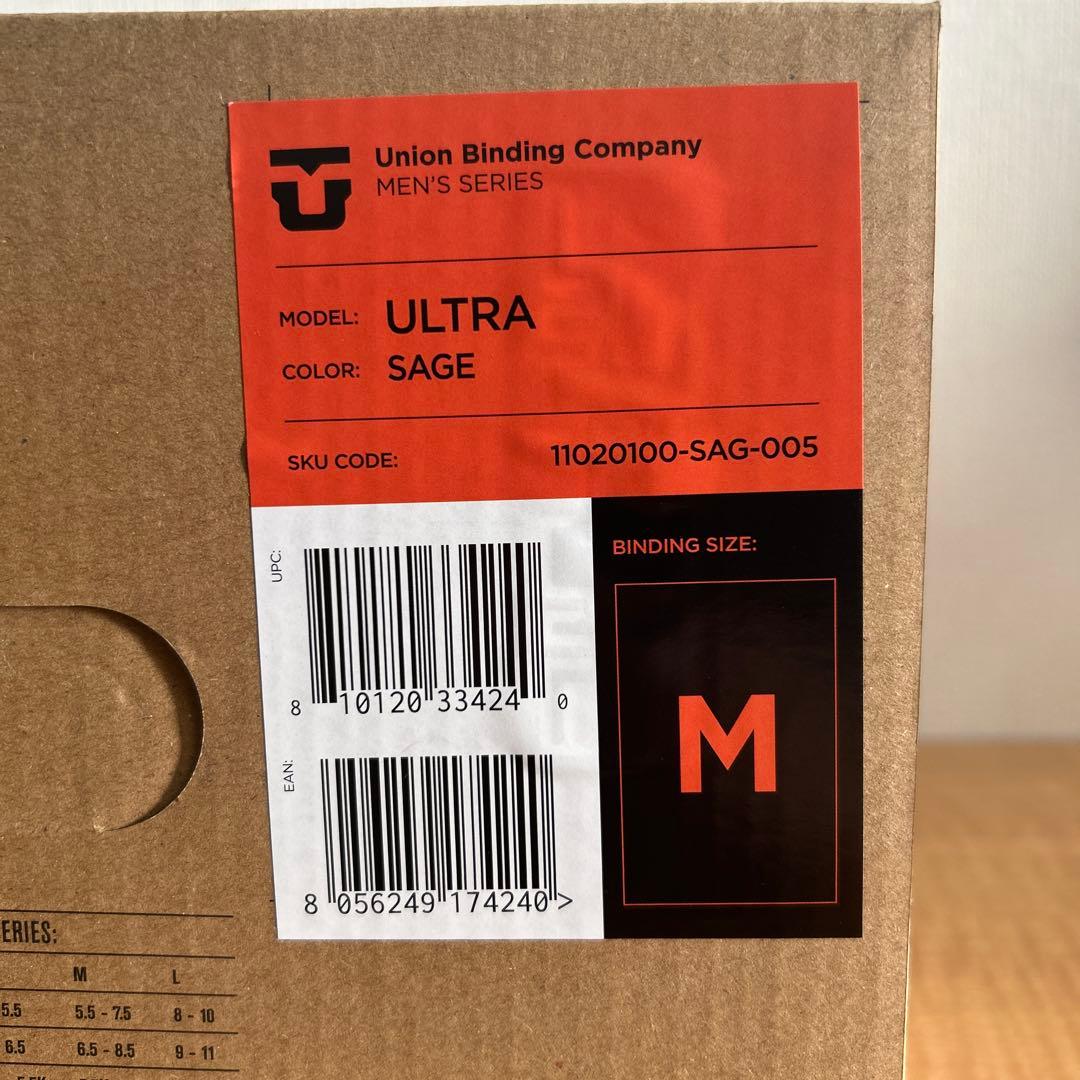 Union Binding Company
MEN'S SERIES
MODEL: ULTRA
COLOR: SAGE
SKU CODE: 11020100-SAG-005
UPC:
8 10120 33424 0
EAN:
8 056249 174240 >
BINDING SIZE:
M
ERIES:
M L
5.5 5.5 - 7.5 8 - 10
6.5 6.5 - 8.5 9 - 11